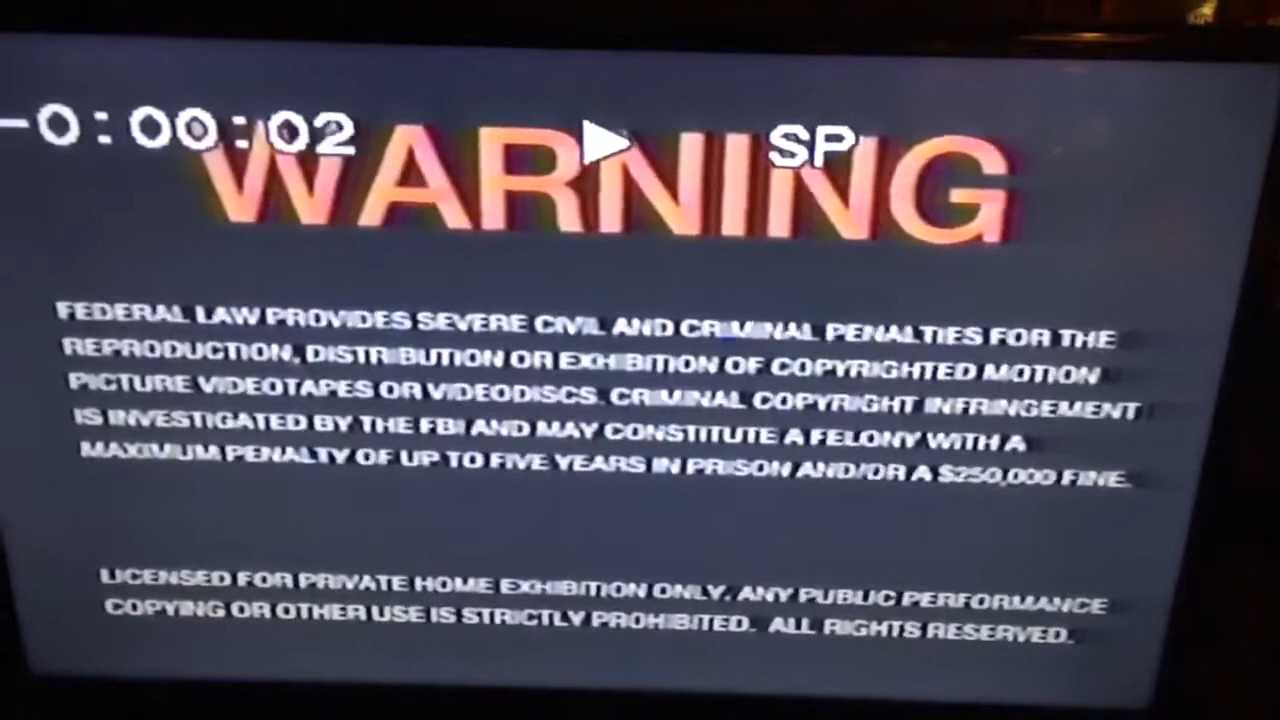 -0:00:02 ▶ SP
WARNING
FEDERAL LAW PROVIDES SEVERE CIVIL AND CRIMINAL PENALTIES FOR THE
REPRODUCTION, DISTRIBUTION OR EXHIBITION OF COPYRIGHTED MOTION
PICTURE VIDEOTAPES OR VIDEODISCS. CRIMINAL COPYRIGHT INFRINGEMENT
IS INVESTIGATED BY THE FBI AND MAY CONSTITUTE A FELONY WITH A
MAXIMUM PENALTY OF UP TO FIVE YEARS IN PRISON AND/OR A $250,000 FINE.
LICENSED FOR PRIVATE HOME EXHIBITION ONLY. ANY PUBLIC PERFORMANCE
COPYING OR OTHER USE IS STRICTLY PROHIBITED. ALL RIGHTS RESERVED.